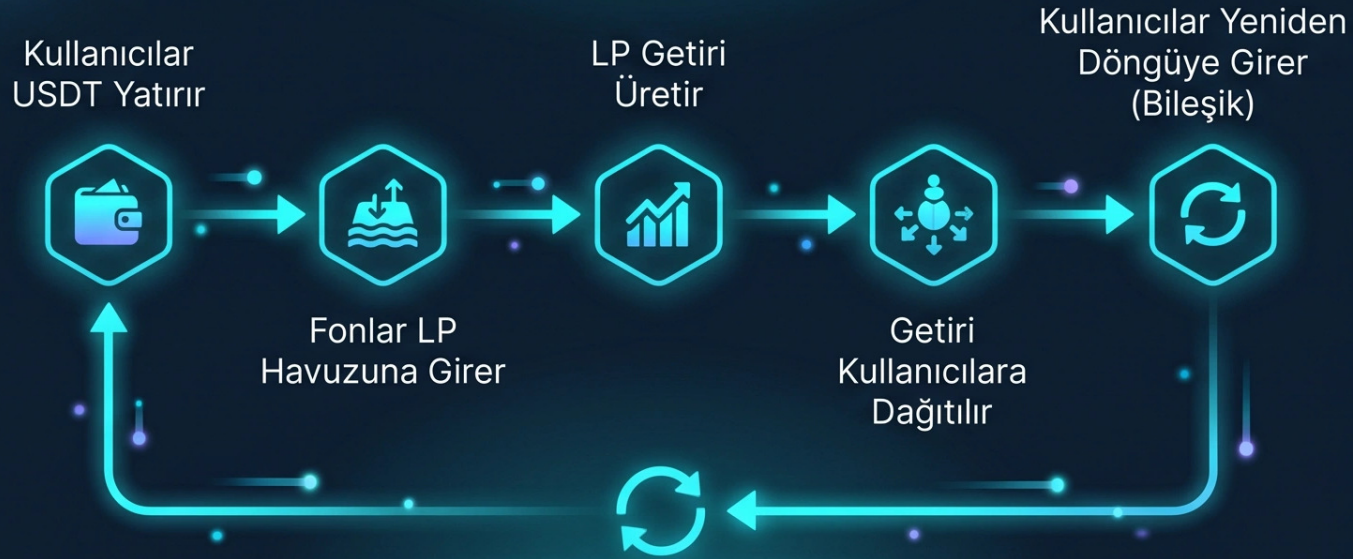 Kullanıcılar
USDT Yatırır
Fonlar LP
Havuzuna Girer
LP Getiri
Üretir
Getiri
Kullanıcılara
Dağıtılır
Kullanıcılar Yeniden
Döngüye Girer
(Bileşik)